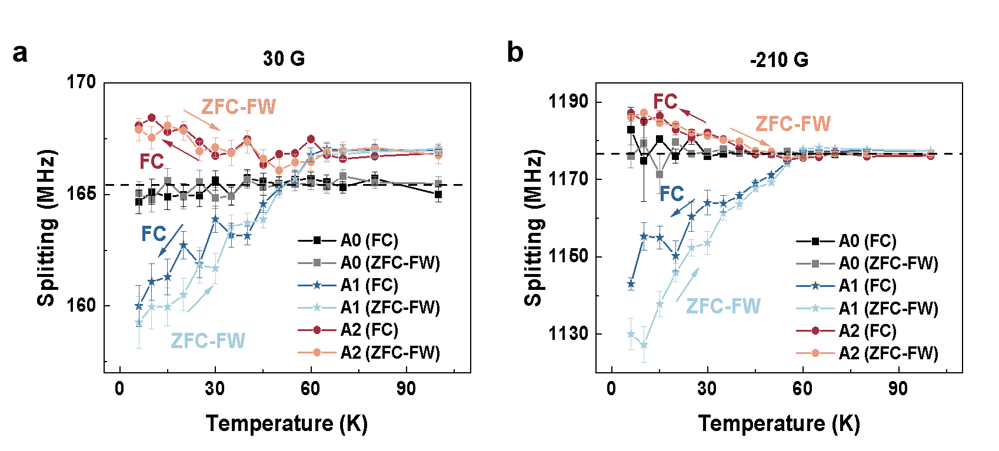 a
30 G
170
165
160
Splitting (MHz)
ZFC-FW
FC
FC
ZFC-FW
A0 (FC)
A0 (ZFC-FW)
A1 (FC)
A1 (ZFC-FW)
A2 (FC)
A2 (ZFC-FW)
0
30
60
90
Temperature (K)
b
-210 G
1190
1170
1150
1130
Splitting (MHz)
FC
ZFC-FW
FC
ZFC-FW
A0 (FC)
A0 (ZFC-FW)
A1 (FC)
A1 (ZFC-FW)
A2 (FC)
A2 (ZFC-FW)
0
30
60
90
Temperature (K)